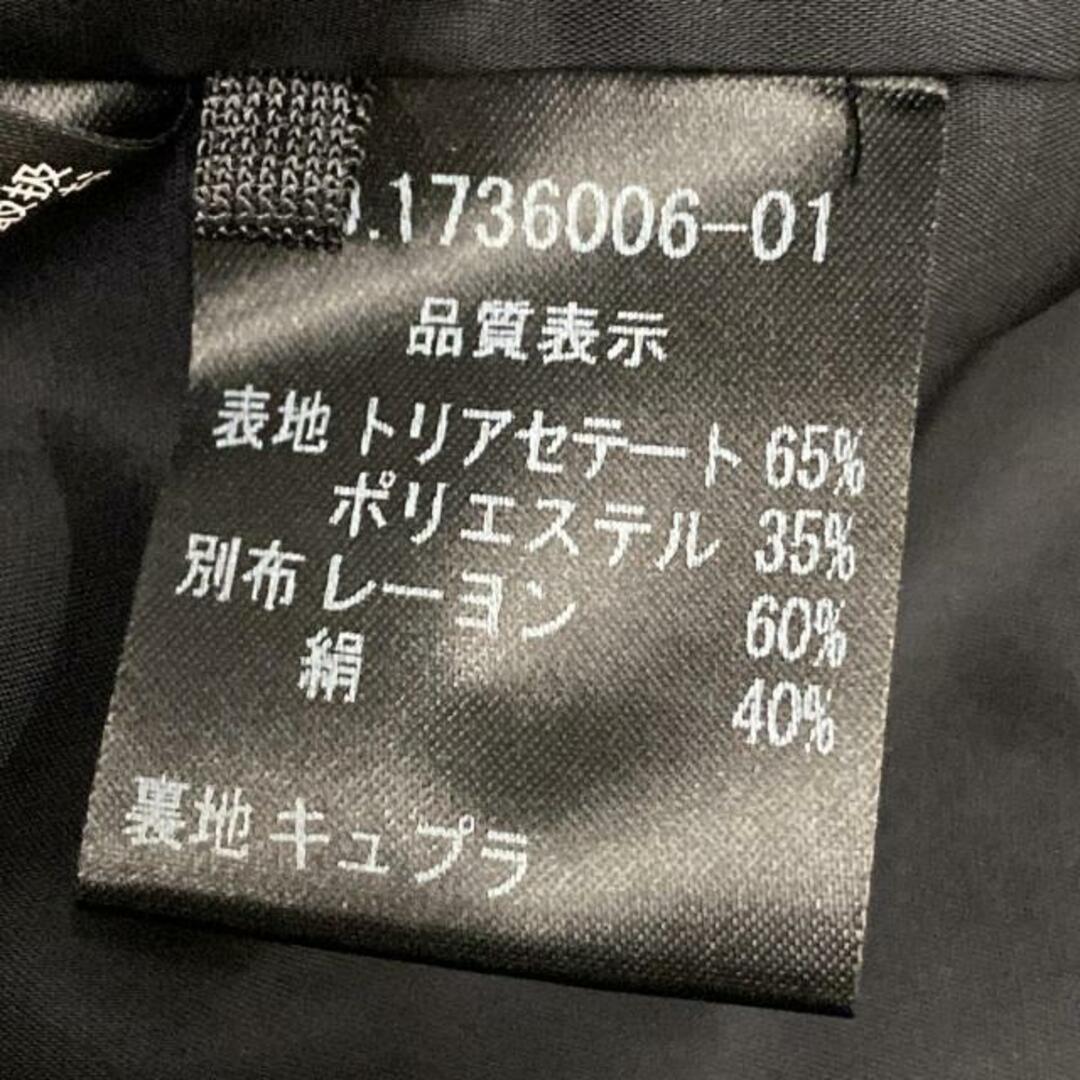 .1736006-01
品質表示
表地 トリアセテート 65%
ポリエステル 35%
別布 レーヨン 60%
絹 40%
裏地 キュプラ
取扱